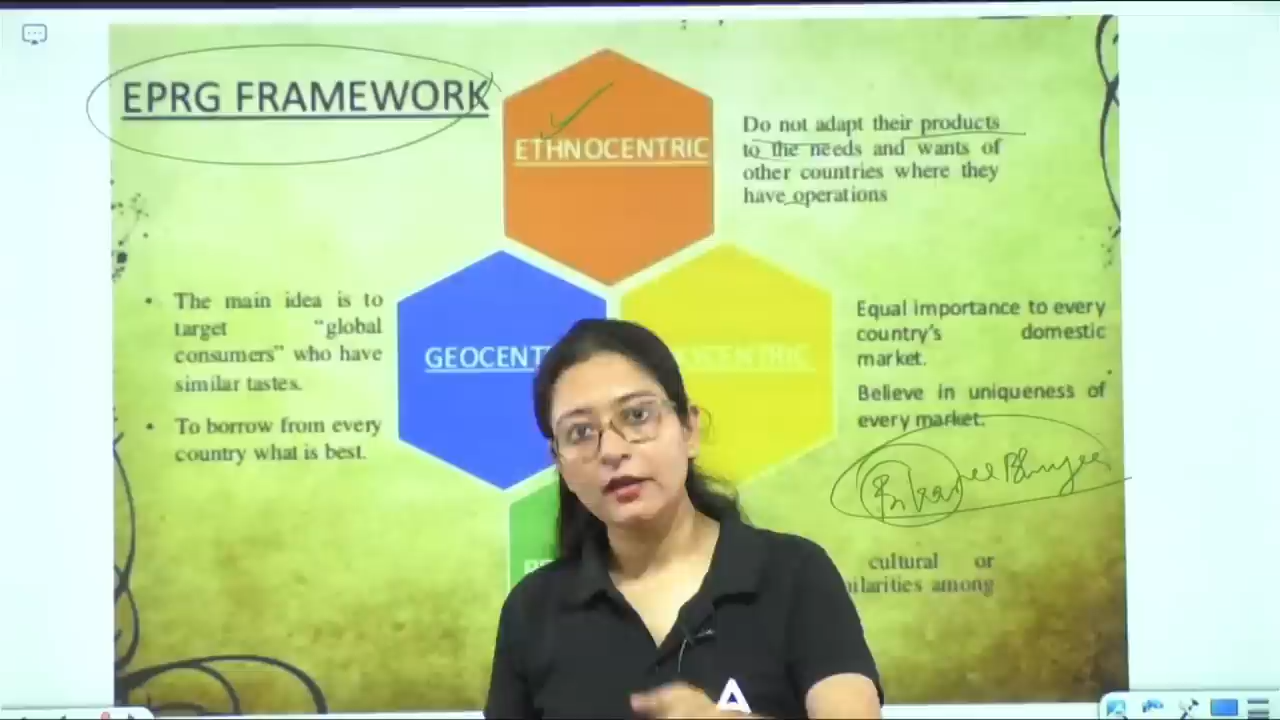 EPRG FRAMEWORK
ETHNOCENTRIC
Do not adapt their products
to the needs and wants of
other countries where they
have operations
• The main idea is to
target "global
consumers" who have
similar tastes.
• To borrow from every
country what is best.
GEOCENT
CENTRIC
Equal importance to every
country's domestic
market.
Believe in uniqueness of
every market.
cultural or
ilarities among
A